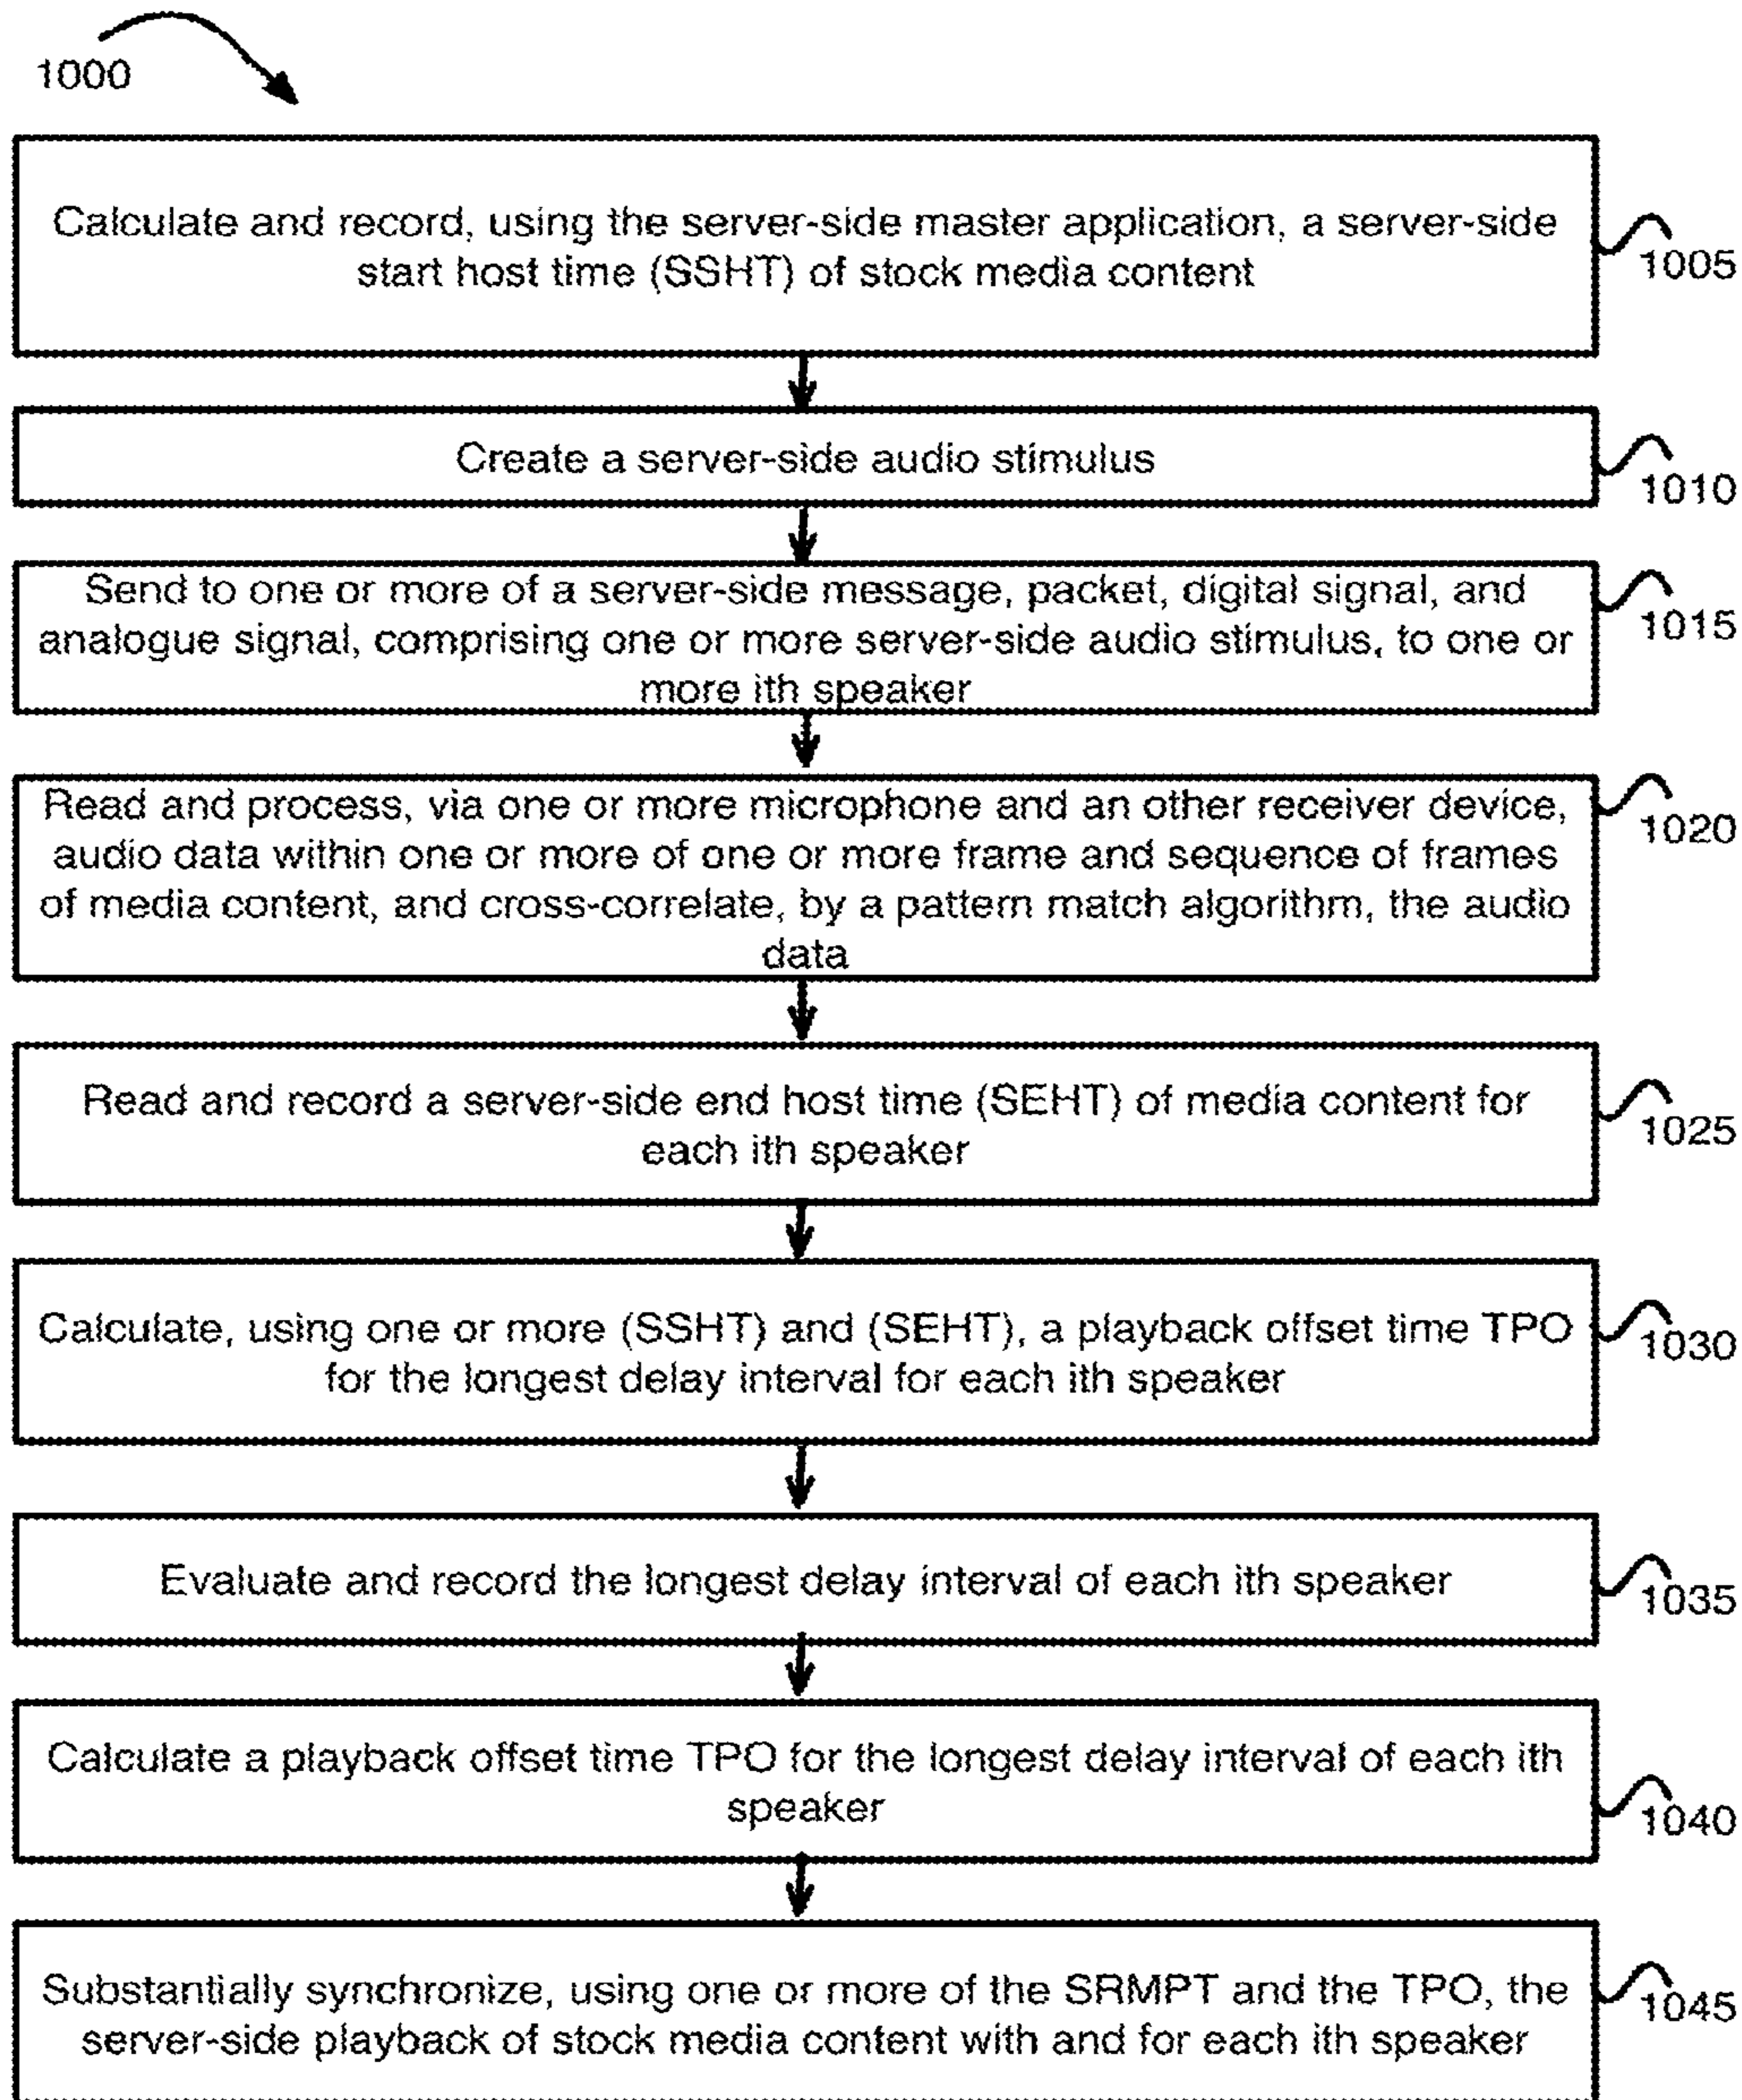 1000
Calculate and record, using the server-side master application, a server-side
start host time (SSHT) of stock media content
1005
Create a server-side audio stimulus
1010
Send to one or more of a server-side message, packet, digital signal, and
analogue signal, comprising one or more server-side audio stimulus, to one or
more ith speaker
1015
Read and process, via one or more microphone and an other receiver device,
audio data within one or more of one or more frame and sequence of frames
of media content, and cross-correlate, by a pattern match algorithm, the audio
data
1020
Read and record a server-side end host time (SEHT) of media content for
each ith speaker
1025
Calculate, using one or more (SSHT) and (SEHT), a playback offset time TPO
for the longest delay interval for each ith speaker
1030
Evaluate and record the longest delay interval of each ith speaker
1035
Calculate a playback offset time TPO for the longest delay interval of each ith
speaker
1040
Substantially synchronize, using one or more of the SRMPT and the TPO, the
server-side playback of stock media content with and for each ith speaker
1045